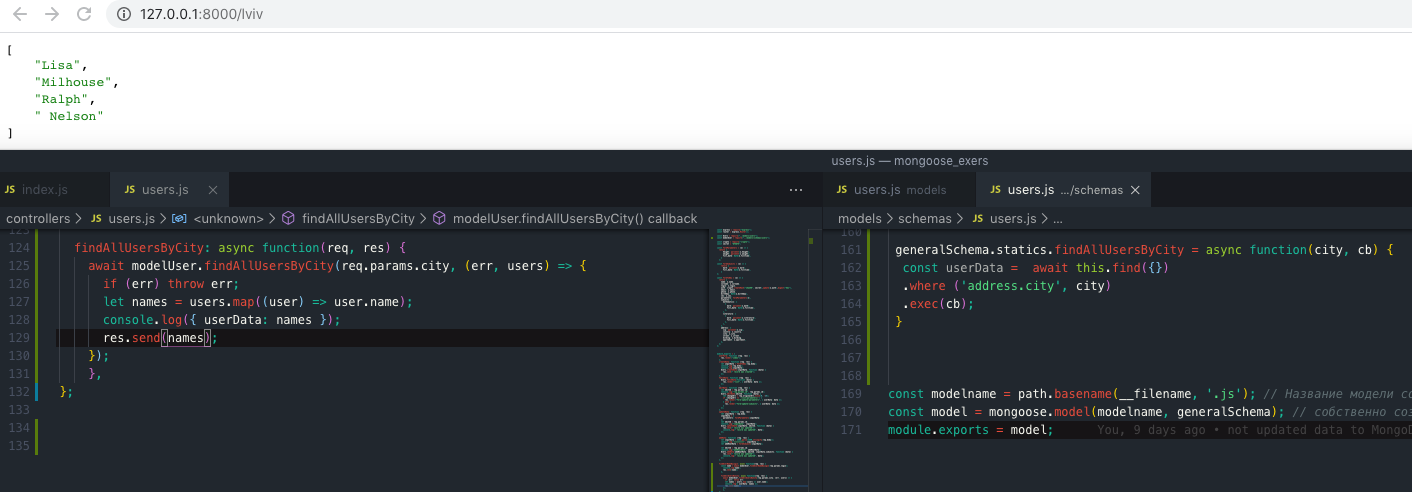 127.0.0.1:8000/lviv
[
"Lisa",
"Milhouse",
"Ralph",
" Nelson"
]
users.js — mongoose_exers
JS index.js
JS users.js ×
...
controllers > JS users.js > <unknown> > findAllUsersByCity > modelUser.findAllUsersByCity() callback
123
124 findAllUsersByCity: async function(req, res) {
125 await modelUser.findAllUsersByCity(req.params.city, (err, users) => {
126 if (err) throw err;
127 let names = users.map((user) => user.name);
128 console.log({ userData: names });
129 res.send(names);
130 });
131 },
132 };
133
134
135
JS users.js models
JS users.js .../schemas ×
models > schemas > JS users.js > ...
160
161 generalSchema.statics.findAllUsersByCity = async function(city, cb) {
162 const userData = await this.find({})
163 .where ('address.city', city)
164 .exec(cb);
165 }
166
167
168
169 const modelname = path.basename(__filename, '.js'); // Название модели со
170 const model = mongoose.model(modelname, generalSchema); // собственно соз
171 module.exports = model; You, 9 days ago • not updated data to MongoD